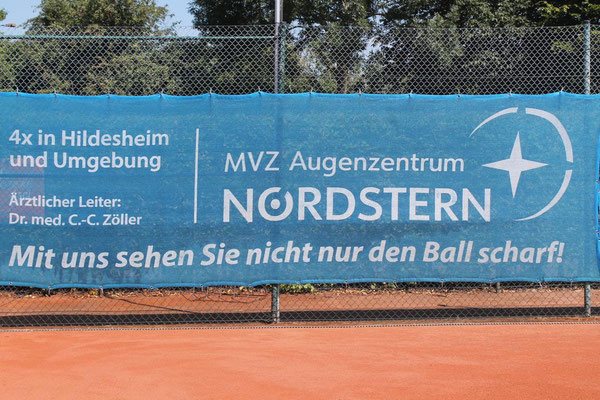 4x in Hildesheim
und Umgebung
Ärztlicher Leiter:
Dr. med. C.-C. Zöller
MVZ Augenzentrum
NORDSTERN
Mit uns sehen Sie nicht nur den Ball scharf!